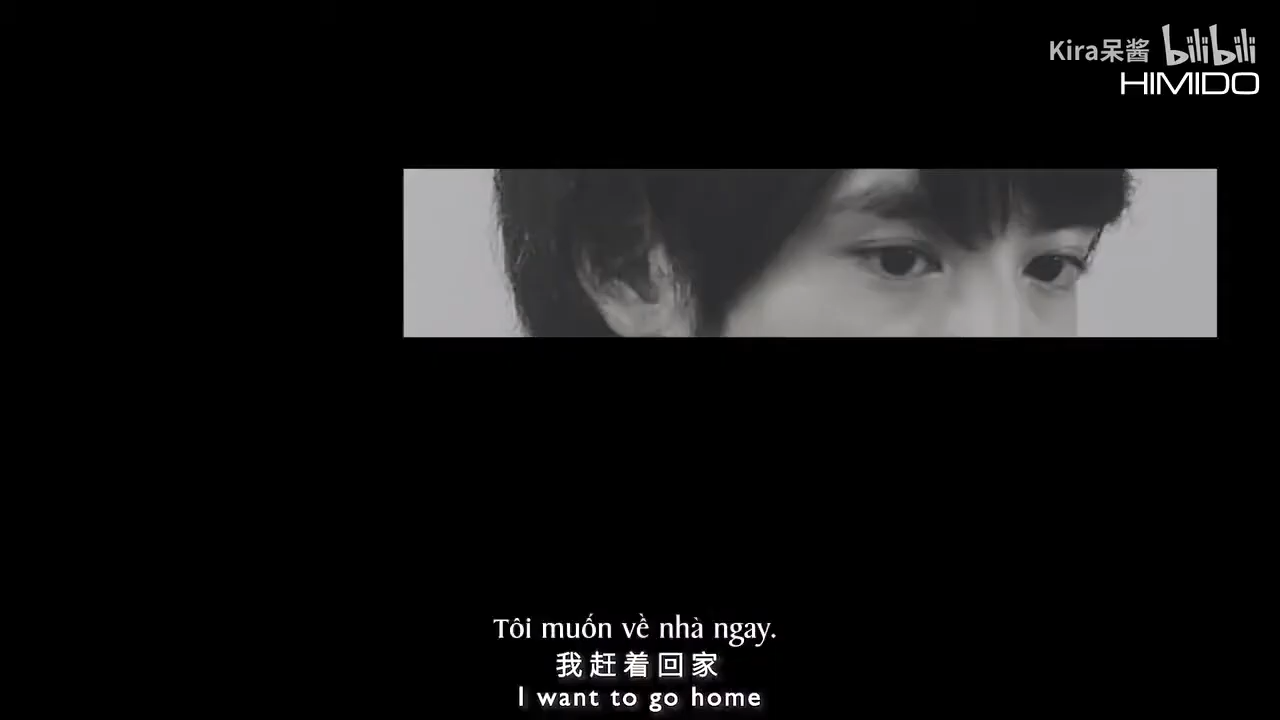 Kira呆酱 bilibili
HIMIDO
Tôi muốn về nhà ngay.
我赶着回家
I want to go home